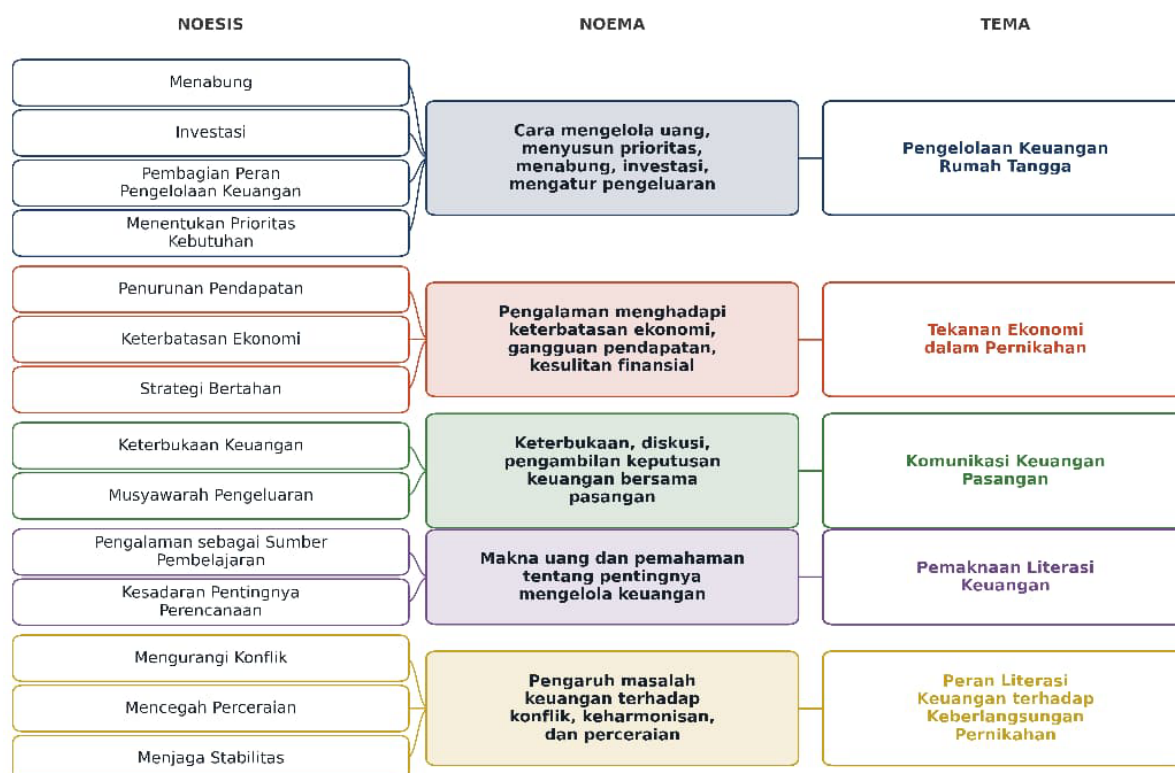 NOESIS
NOEMA
TEMA
Menabung
Investasi
Pembagian Peran
Pengelolaan Keuangan
Menentukan Prioritas
Kebutuhan
Cara mengelola uang,
menyusun prioritas,
menabung, investasi,
mengatur pengeluaran
Pengelolaan Keuangan
Rumah Tangga
Penurunan Pendapatan
Keterbatasan Ekonomi
Strategi Bertahan
Pengalaman menghadapi
keterbatasan ekonomi,
gangguan pendapatan,
kesulitan finansial
Tekanan Ekonomi
dalam Pernikahan
Keterbukaan Keuangan
Musyawarah Pengeluaran
Keterbukaan, diskusi,
pengambilan keputusan
keuangan bersama
pasangan
Komunikasi Keuangan
Pasangan
Pengalaman sebagai Sumber
Pembelajaran
Kesadaran Pentingnya
Perencanaan
Makna uang dan pemahaman
tentang pentingnya
mengelola keuangan
Pemaknaan Literasi
Keuangan
Mengurangi Konflik
Mencegah Perceraian
Menjaga Stabilitas
Pengaruh masalah
keuangan terhadap
konflik, keharmonisan,
dan perceraian
Peran Literasi
Keuangan terhadap
Keberlangsungan
Pernikahan